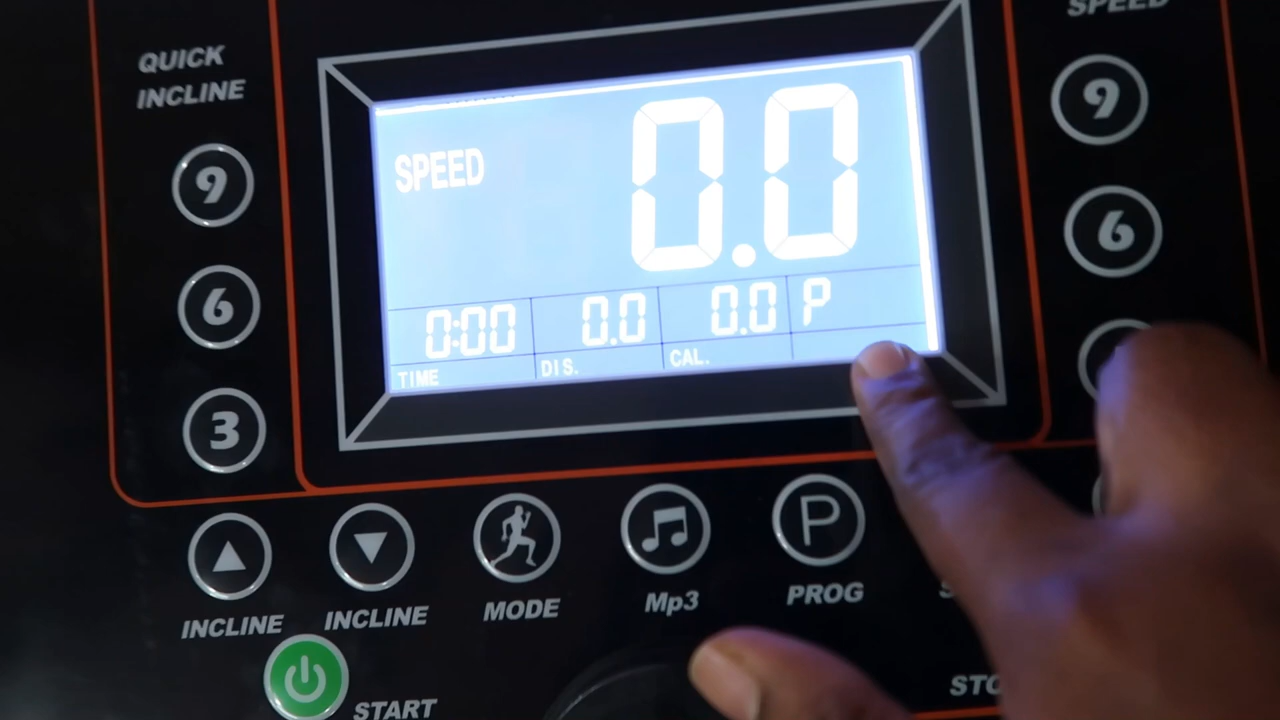 QUICK
INCLINE
9
6
3
SPEED
0.0
0:00 0.0 0.0 P
TIME DIS. CAL.
SPEED
9
6
P
INCLINE INCLINE MODE Mp3 PROG
START